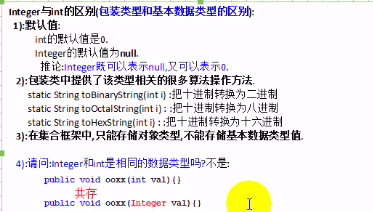 Integer与int的区别(包装类型和基本数据类型的区别):
1):默认值:
int的默认值是0.
Integer的默认值为null.
推论:Integer既可以表示null,又可以表示0.
2):包装类中提供了该类型相关的很多算法操作方法.
static String toBinaryString(int i) :把十进制转换为二进制
static String toOctalString(int i) : :把十进制转换为八进制
static String toHexString(int i) : :把十进制转换为十六进制
3):在集合框架中,只能存储对象类型,不能存储基本数据类型值.
4):请问:Integer和int是相同的数据类型吗?不是:
public void ooxx(int val){}
共存
public void ooxx(Integer val){}